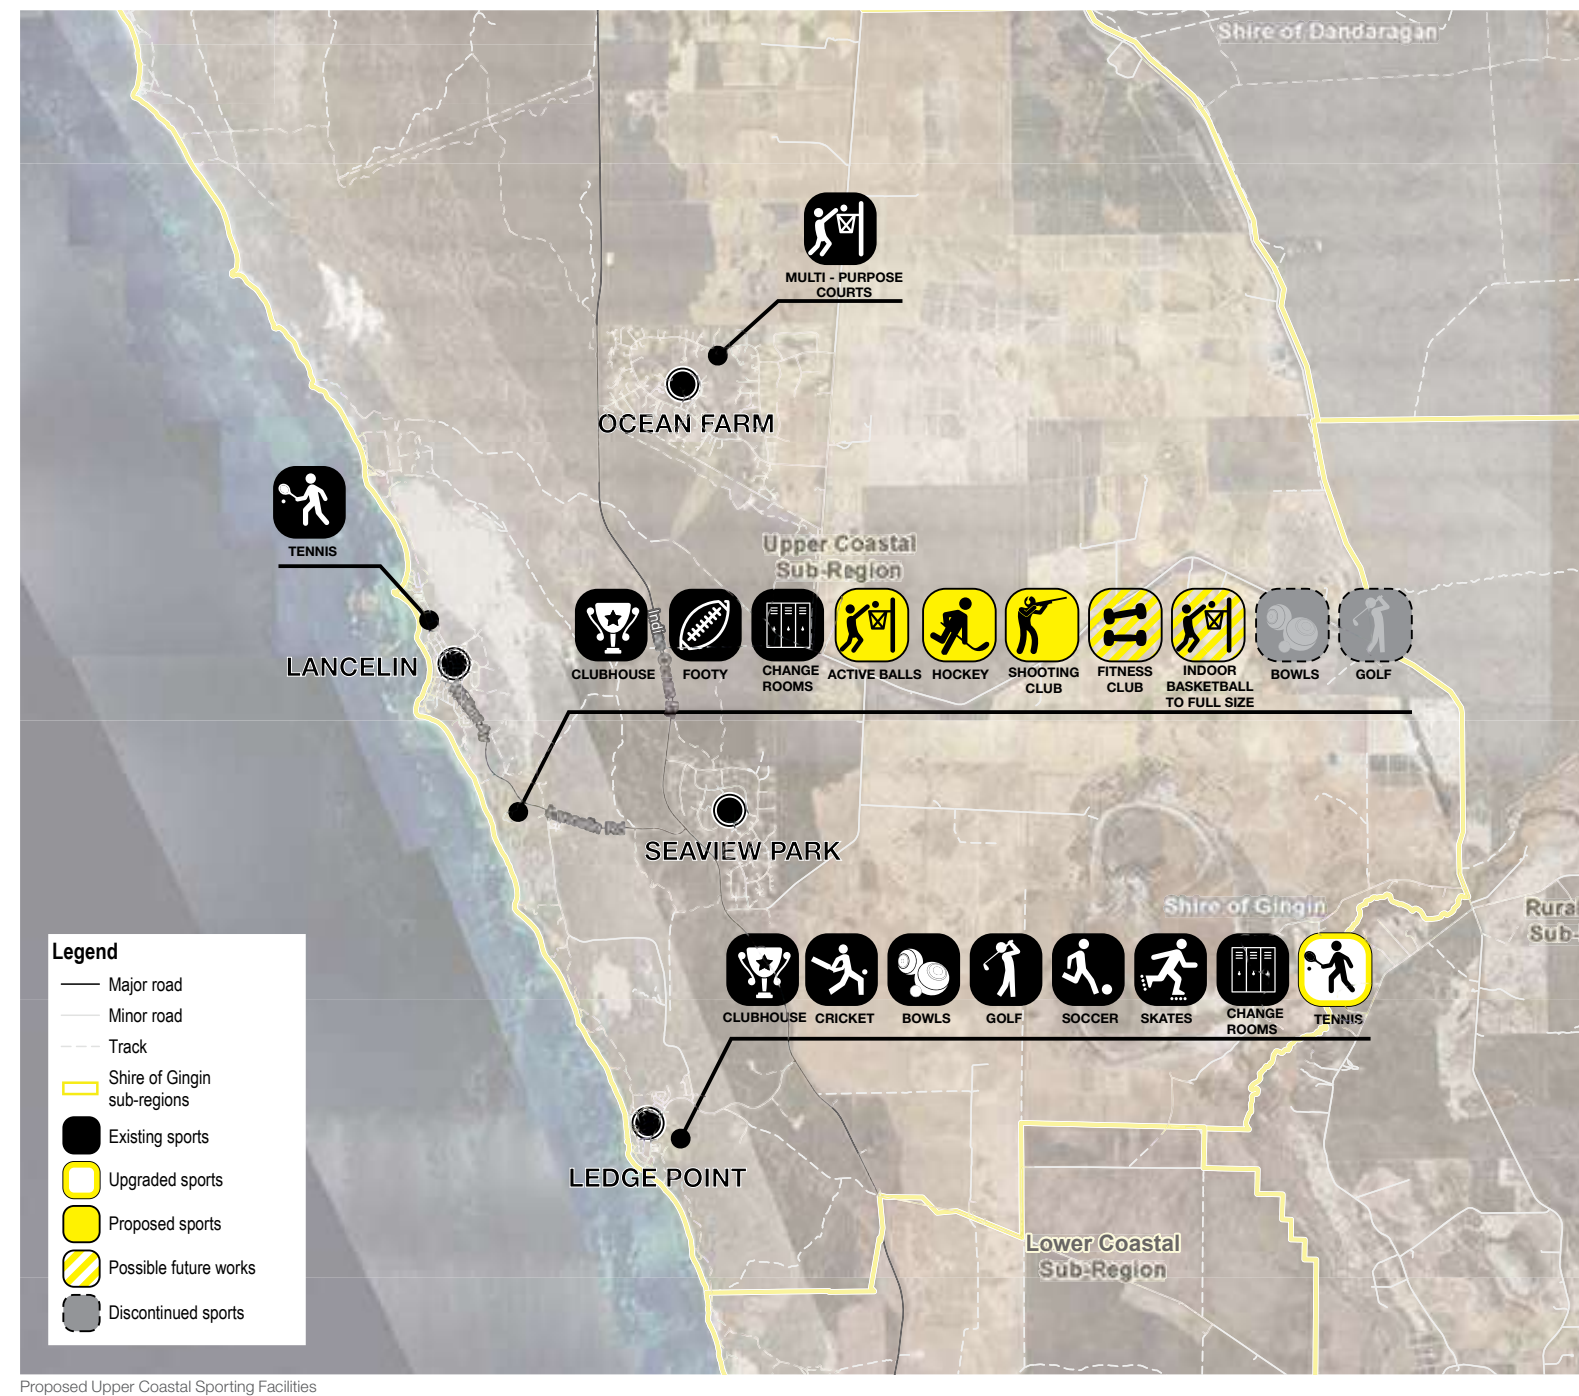 Shire of Dandaragan
MULTI - PURPOSE
COURTS
OCEAN FARM
TENNIS
Upper Coastal
Sub-Region
LANCELIN
CLUBHOUSE
FOOTY
CHANGE
ROOMS
ACTIVE BALLS
HOCKEY
SHOOTING
CLUB
FITNESS
CLUB
INDOOR
BASKETBALL
TO FULL SIZE
BOWLS
GOLF
SEAVIEW PARK
Shire of Gingin
Rural
Sub-
CLUBHOUSE
CRICKET
BOWLS
GOLF
SOCCER
SKATES
CHANGE
ROOMS
TENNIS
LEDGE POINT
Lower Coastal
Sub-Region
Legend
Major road
Minor road
Track
Shire of Gingin
sub-regions
Existing sports
Upgraded sports
Proposed sports
Possible future works
Discontinued sports
Proposed Upper Coastal Sporting Facilities